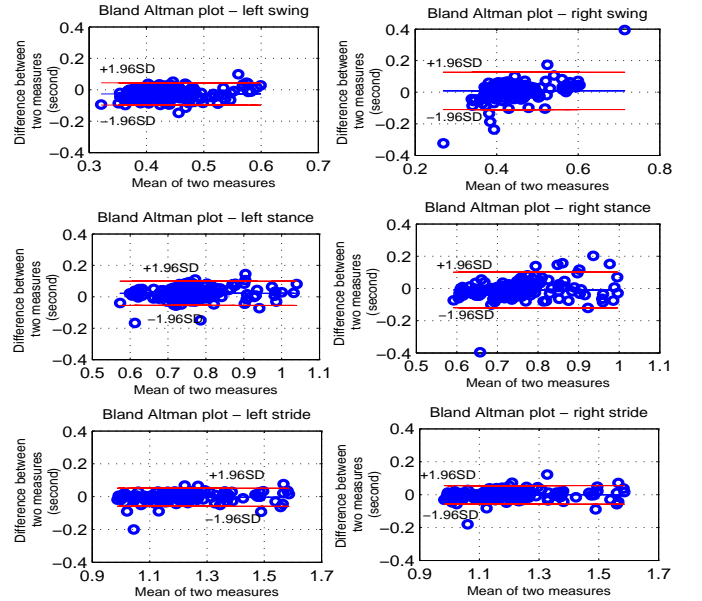 Bland Altman plot – left swing
Difference between
two measures
(second)
0.4
0.2
0
−0.2
−0.4
+1.96SD
−1.96SD
0.3
0.4
0.5
0.6
0.7
Mean of two measures
Bland Altman plot – right swing
Difference between
two measures
(second)
0.4
0.2
0
−0.2
−0.4
+1.96SD
−1.96SD
0.2
0.4
0.6
0.8
Mean of two measures
Bland Altman plot – left stance
Difference between
two measures
(second)
0.4
0.2
0
−0.2
−0.4
+1.96SD
−1.96SD
0.5
0.6
0.7
0.8
0.9
1
1.1
Mean of two measures
Bland Altman plot – right stance
Difference between
two measures
(second)
0.4
0.2
0
−0.2
−0.4
+1.96SD
−1.96SD
0.5
0.6
0.7
0.8
0.9
1
1.1
Mean of two measures
Bland Altman plot – left stride
Difference between
two measures
(second)
0.4
0.2
0
−0.2
−0.4
+1.96SD
−1.96SD
0.9
1.1
1.3
1.5
1.7
Mean of two measures
Bland Altman plot – right stride
Difference between
two measures
(second)
0.4
0.2
0
−0.2
−0.4
+1.96SD
−1.96SD
0.9
1.1
1.3
1.5
1.7
Mean of two measures